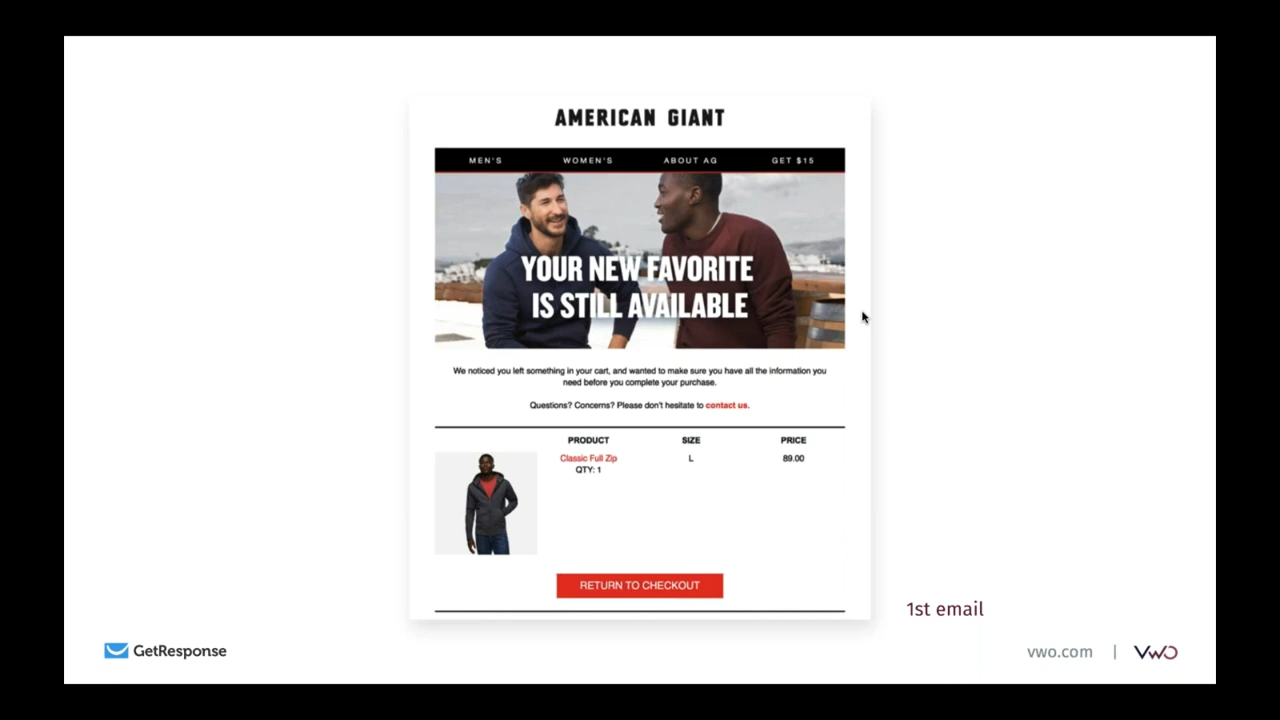 AMERICAN GIANT
MEN'S WOMEN'S ABOUT AG GET $15
YOUR NEW FAVORITE
IS STILL AVAILABLE
We noticed you left something in your cart, and wanted to make sure you have all the information you
need before you complete your purchase.
Questions? Concerns? Please don't hesitate to contact us.
PRODUCT SIZE PRICE
Classic Full Zip L 89.00
QTY: 1
RETURN TO CHECKOUT
1st email
GetResponse
vwo.com | VWO